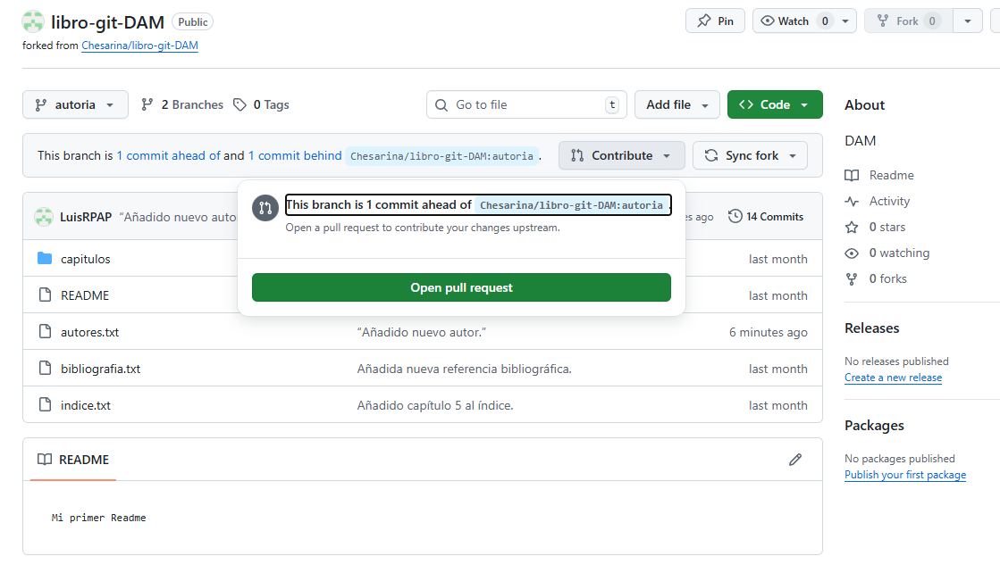 libro-git-DAM Public Pin Watch 0 Fork 0
forked from Chesarina/libro-git-DAM
autoria 2 Branches 0 Tags Go to file t Add file Code
This branch is 1 commit ahead of and 1 commit behind Chesarina/libro-git-DAM:autoria . Contribute Sync fork
This branch is 1 commit ahead of Chesarina/libro-git-DAM:autoria .
Open a pull request to contribute your changes upstream.
Open pull request
LuisRPAP “Añadido nuevo autor ago 14 Commits
capitulos last month
README last month
autores.txt “Añadido nuevo autor.” 6 minutes ago
bibliografia.txt Añadida nueva referencia bibliográfica. last month
indice.txt Añadido capítulo 5 al índice. last month
README
Mi primer Readme
About
DAM
Readme
Activity
0 stars
0 watching
0 forks
Releases
No releases published
Create a new release
Packages
No packages published
Publish your first package